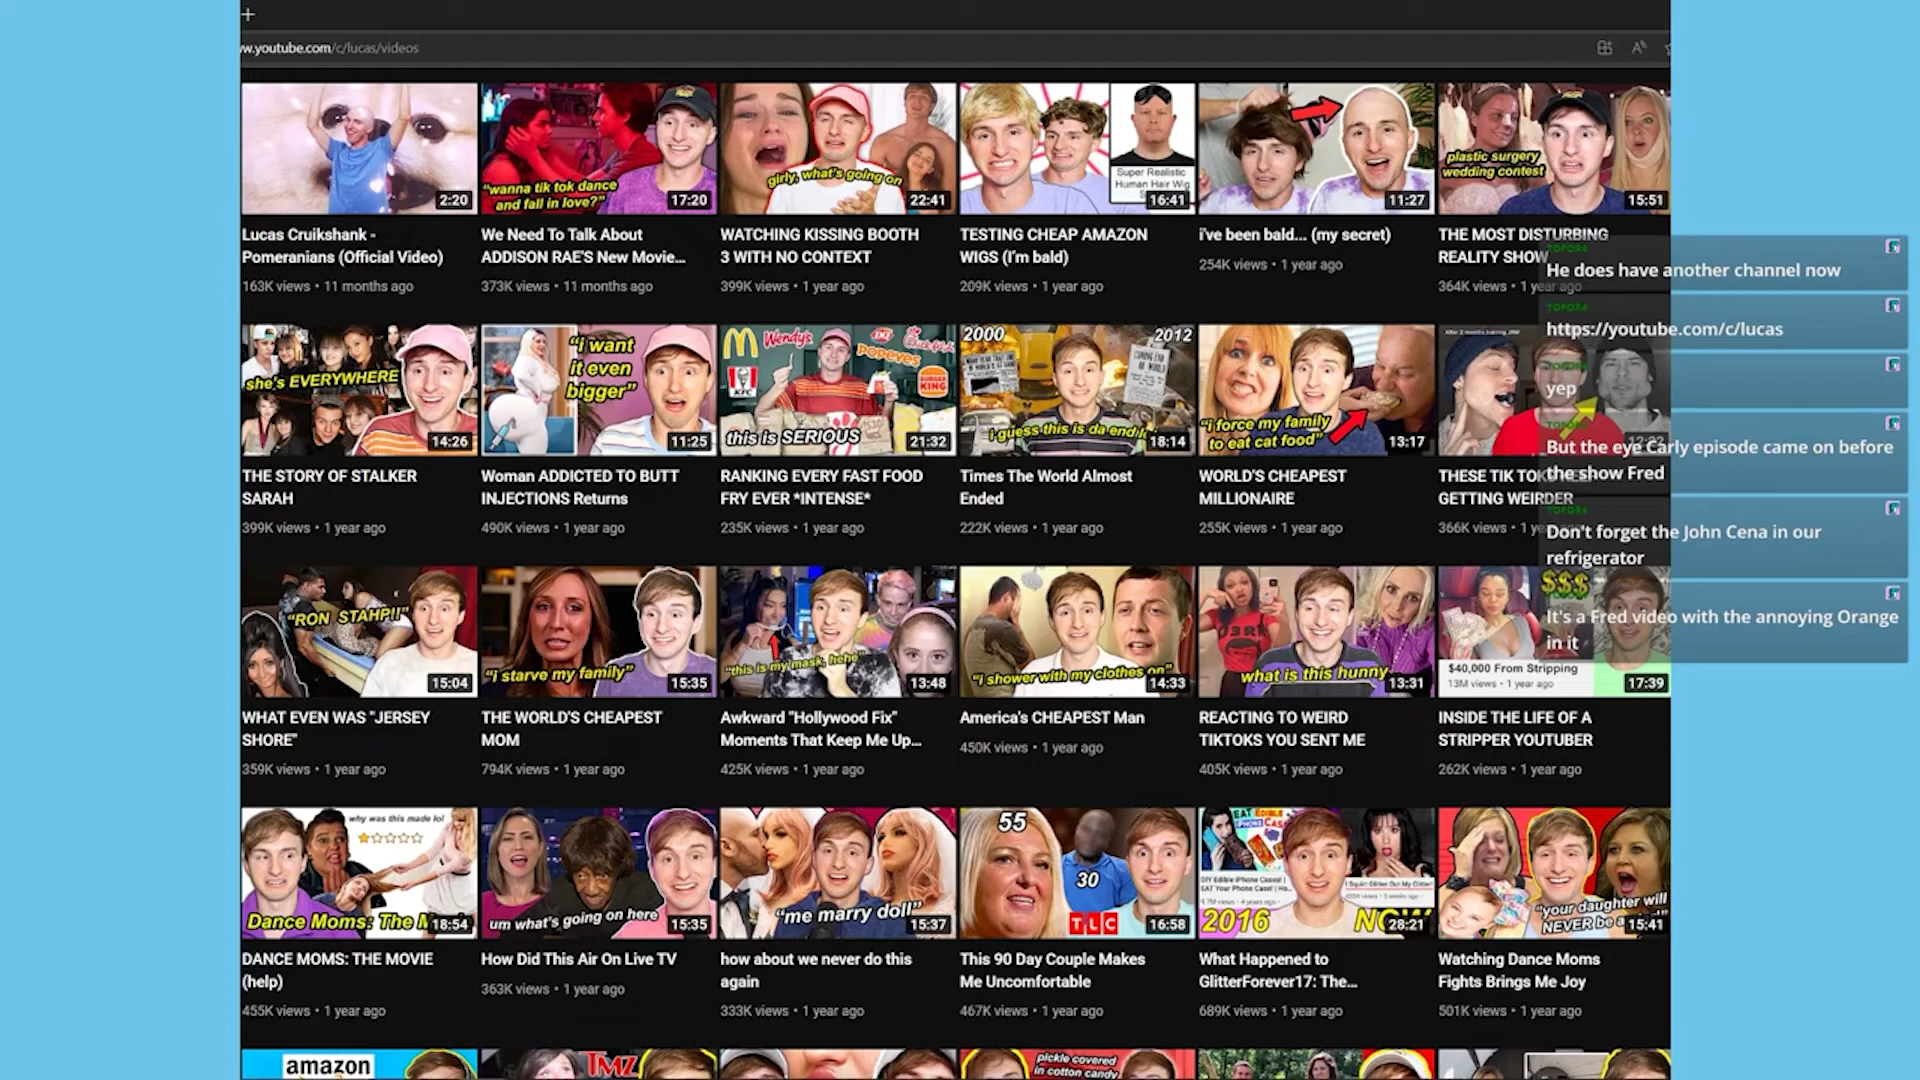 w.youtube.com/c/lucas/videos
"wanna tik tok dance
and fall in love?"
17:20
2:20
girly, what's going on
22:41
Super Realistic
Human Hair Wig
16:41
11:27
plastic surgery
wedding contest
15:51
Lucas Cruikshank -
Pomeranians (Official Video)
163K views • 11 months ago
We Need To Talk About
ADDISON RAE'S New Movie...
373K views • 11 months ago
WATCHING KISSING BOOTH
3 WITH NO CONTEXT
399K views • 1 year ago
TESTING CHEAP AMAZON
WIGS (I'm bald)
209K views • 1 year ago
i've been bald... (my secret)
254K views • 1 year ago
THE MOST DISTURBING
REALITY SHOW
364K views • 1 year ago
she's EVERYWHERE
14:26
"i want
it even
bigger"
11:25
Wendy's
DQ
POPEYES
KFC
BURGER
KING
this is SERIOUS
21:32
2000
2012
i guess this is da end
18:14
"i force my family
to eat cat food"
13:17
THE STORY OF STALKER
SARAH
399K views • 1 year ago
Woman ADDICTED TO BUTT
INJECTIONS Returns
490K views • 1 year ago
RANKING EVERY FAST FOOD
FRY EVER *INTENSE*
235K views • 1 year ago
Times The World Almost
Ended
222K views • 1 year ago
WORLD'S CHEAPEST
MILLIONAIRE
255K views • 1 year ago
THESE TIK TOK
GETTING WEIRDER
366K views • 1
"RON STAHP!!"
15:04
"i starve my family"
15:35
"this is my mask, hehe"
13:48
"i shower with my clothes on"
14:33
what is this hunny
13:31
$$$
$40,000 From Stripping
13M views • 1 year ago
17:39
WHAT EVEN WAS "JERSEY
SHORE"
359K views • 1 year ago
THE WORLD'S CHEAPEST
MOM
794K views • 1 year ago
Awkward "Hollywood Fix"
Moments That Keep Me Up...
425K views • 1 year ago
America's CHEAPEST Man
450K views • 1 year ago
REACTING TO WEIRD
TIKTOKS YOU SENT ME
405K views • 1 year ago
INSIDE THE LIFE OF A
STRIPPER YOUTUBER
262K views • 1 year ago
why was this made lol
Dance Moms: The M
18:54
um what's going on here
15:35
"me marry doll"
15:37
55
30
TLC
16:58
EAT EDIBLE
2016
NOW
28:21
"your daughter will
NEVER be a
15:41
DANCE MOMS: THE MOVIE
(help)
455K views • 1 year ago
How Did This Air On Live TV
363K views • 1 year ago
how about we never do this
again
333K views • 1 year ago
This 90 Day Couple Makes
Me Uncomfortable
467K views • 1 year ago
What Happened to
GlitterForever17: The...
689K views • 1 year ago
Watching Dance Moms
Fights Brings Me Joy
501K views • 1 year ago
amazon
TMZ
pickle covered
in cotton candy
He does have another channel now
https://youtube.com/c/lucas
yep
But the eye Carly episode came on before
the show Fred
Don't forget the John Cena in our
refrigerator
It's a Fred video with the annoying Orange
in it